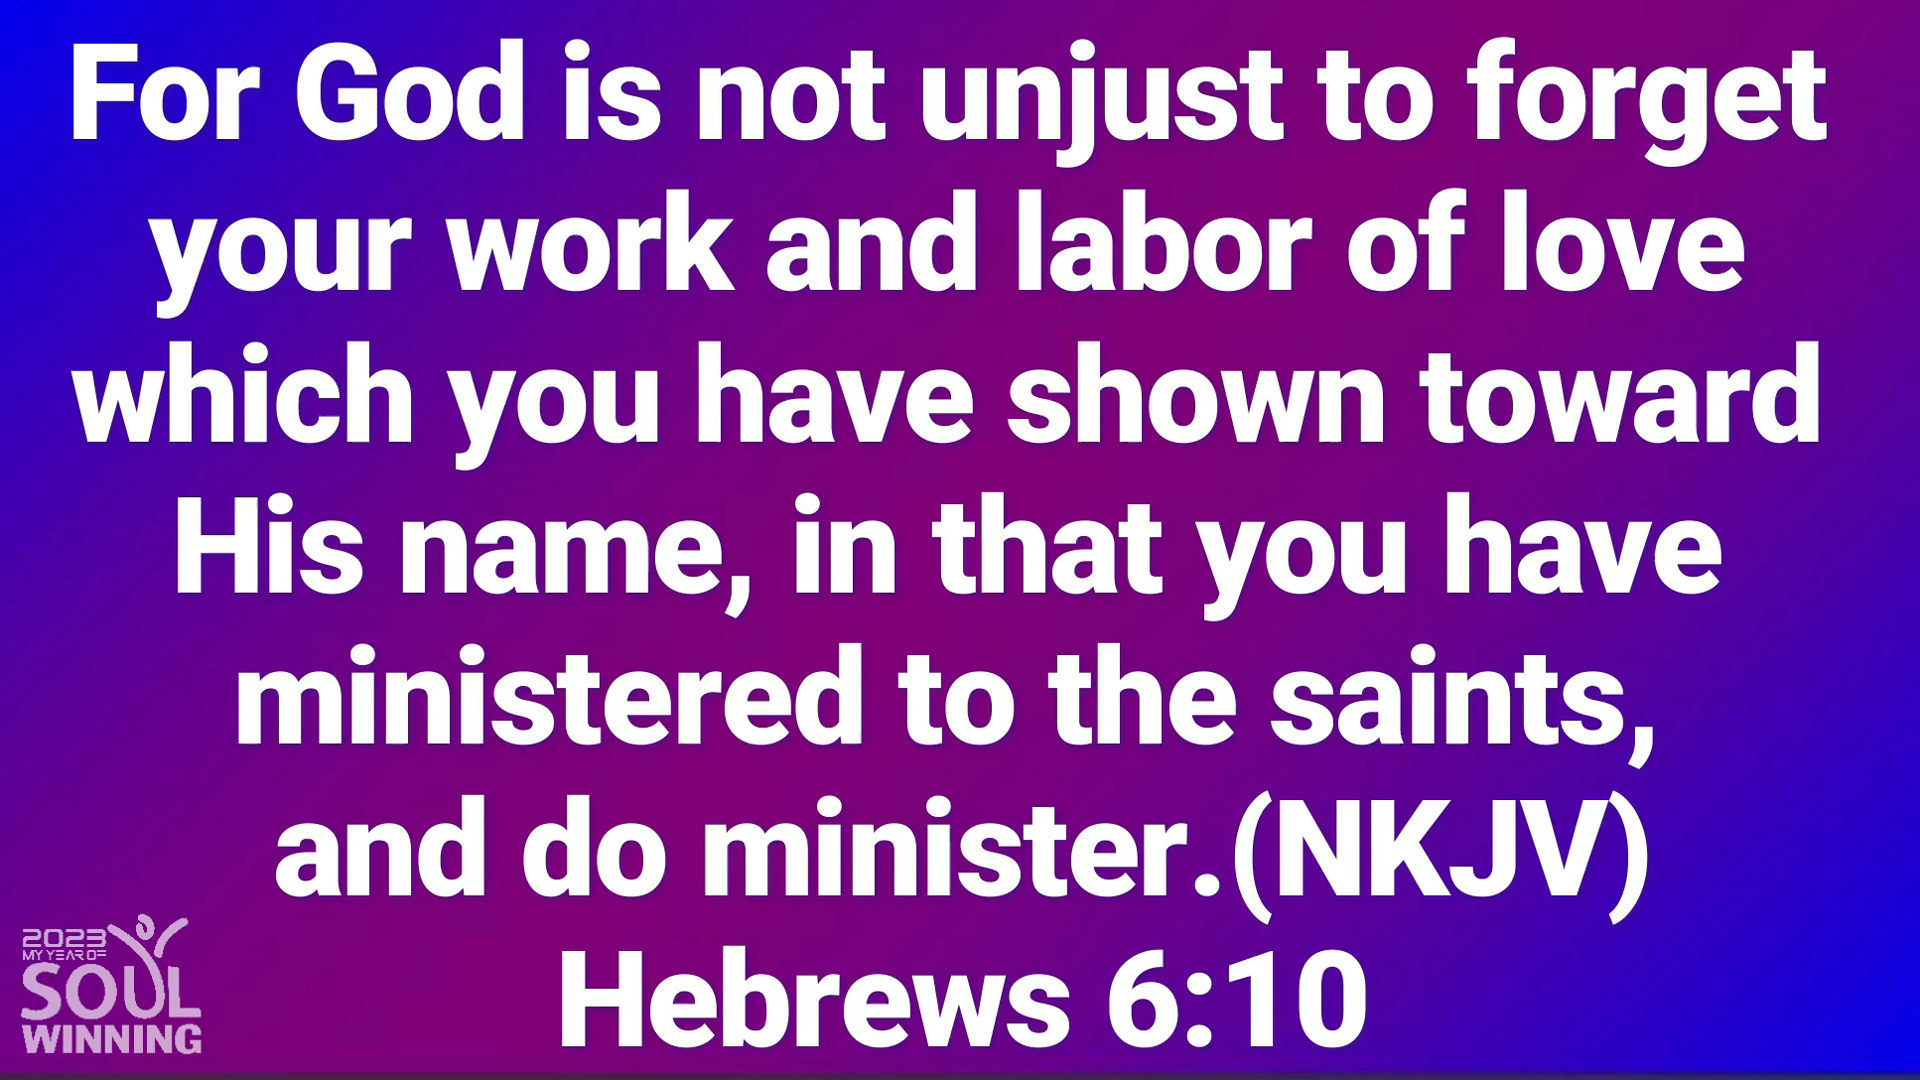 For God is not unjust to forget
your work and labor of love
which you have shown toward
His name, in that you have
ministered to the saints,
and do minister.(NKJV)
Hebrews 6:10
2023
MY YEAR OF
SOUL
WINNING